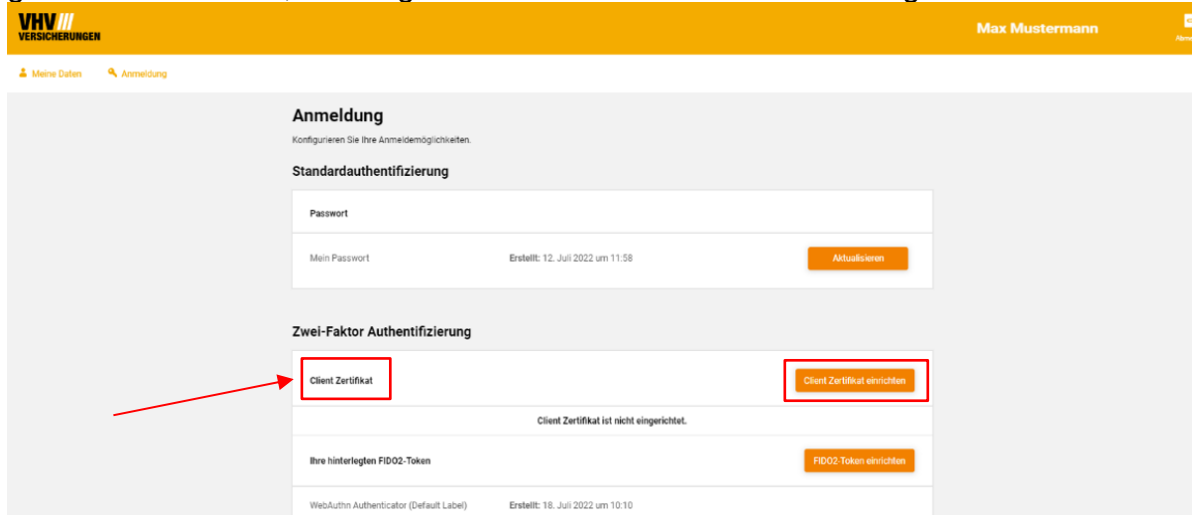 VHV
VERSICHERUNGEN
Max Mustermann
Meine Daten Anmeldung
Anmeldung
Konfigurieren Sie Ihre Anmeldemöglichkeiten.
Standardauthentifizierung
Passwort
Mein Passwort Erstellt: 12. Juli 2022 um 11:58 Aktualisieren
Zwei-Faktor Authentifizierung
Client Zertifikat Client Zertifikat einrichten
Client Zertifikat ist nicht eingerichtet.
Ihre hinterlegten FIDO2-Token FIDO2-Token einrichten
WebAuthn Authenticator (Default Label) Erstellt: 18. Juli 2022 um 10:10